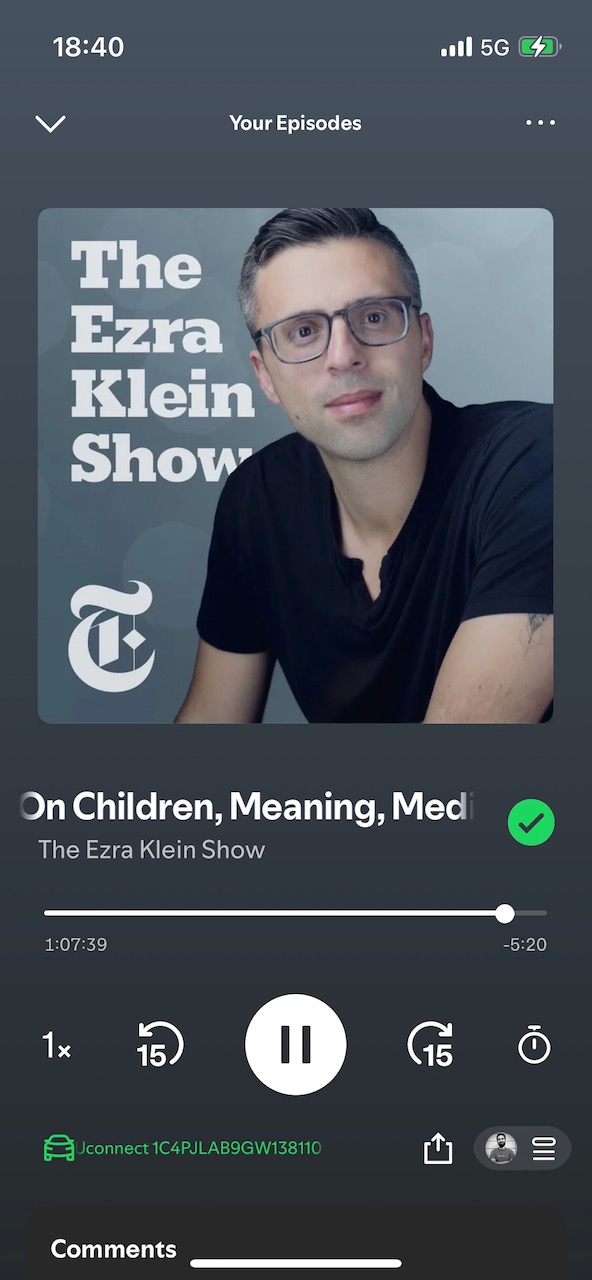 18:40
5G
Your Episodes
The
Ezra
Klein
Show
T
On Children, Meaning, Medi
The Ezra Klein Show
1:07:39
-5:20
1×
15
15
Uconnect 1C4PJLAB9GW138110
Comments